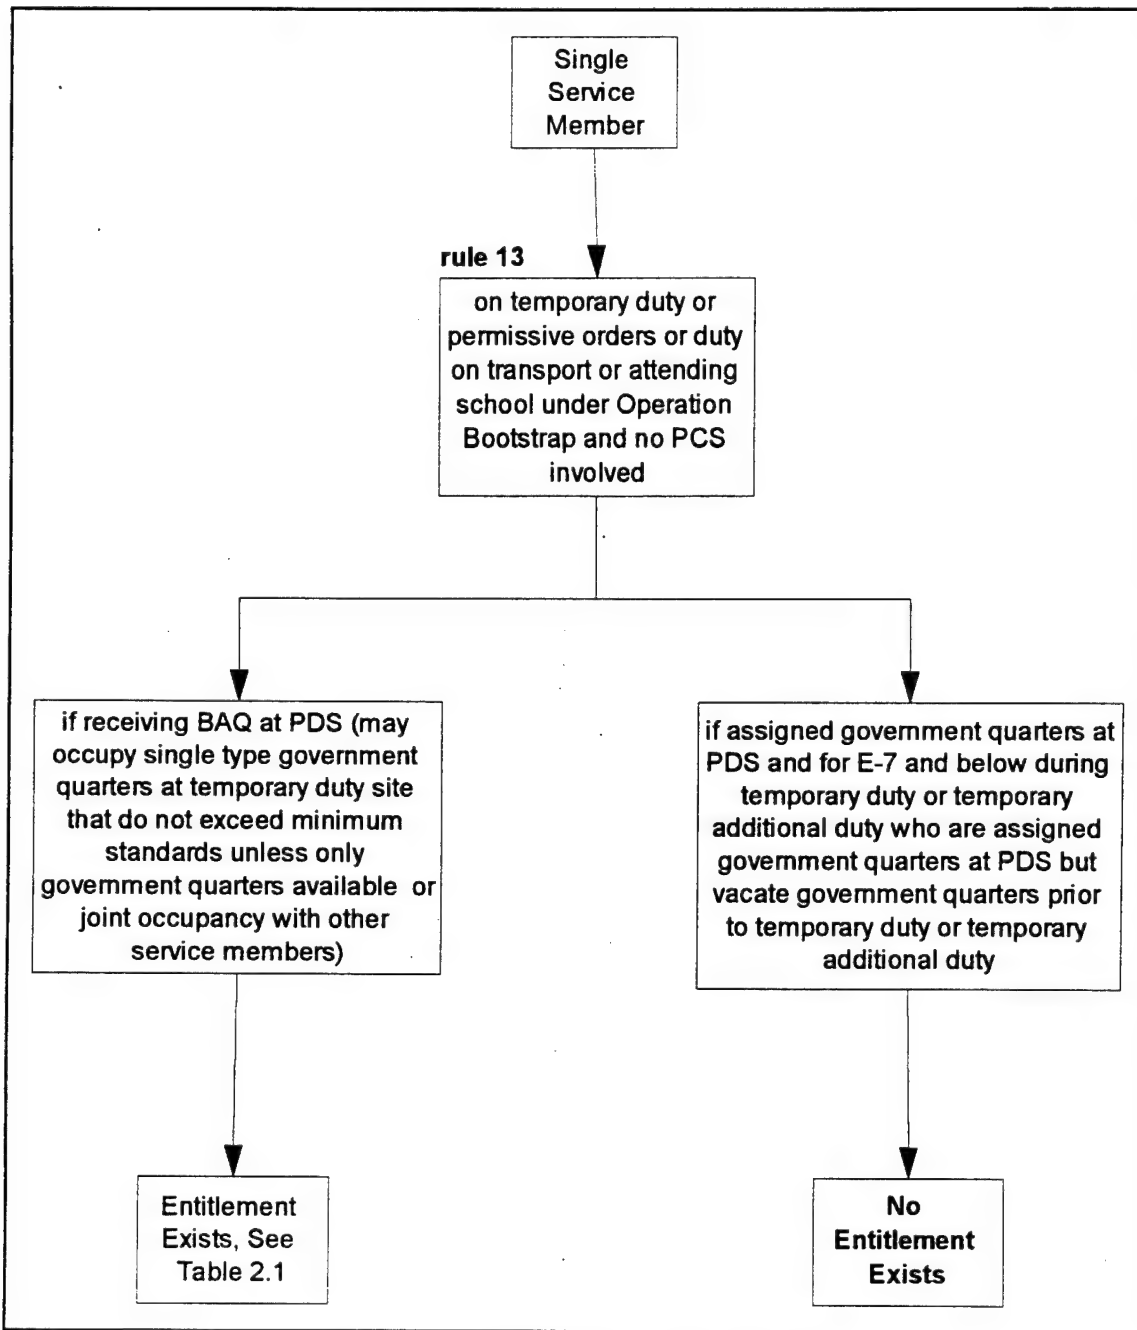 Single
Service
Member
rule 13
on temporary duty or
permissive orders or duty
on transport or attending
school under Operation
Bootstrap and no PCS
involved
if receiving BAQ at PDS (may
occupy single type government
quarters at temporary duty site
that do not exceed minimum
standards unless only
government quarters available or
joint occupancy with other
service members)
if assigned government quarters at
PDS and for E-7 and below during
temporary duty or temporary
additional duty who are assigned
government quarters at PDS but
vacate government quarters prior
to temporary duty or temporary
additional duty
Entitlement
Exists, See
Table 2.1
No
Entitlement
Exists